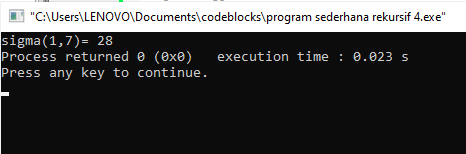 "C:\Users\LENOVO\Documents\codeblocks\program sederhana rekursif 4.exe"
sigma(1,7)= 28
Process returned 0 (0x0)   execution time : 0.023 s
Press any key to continue.